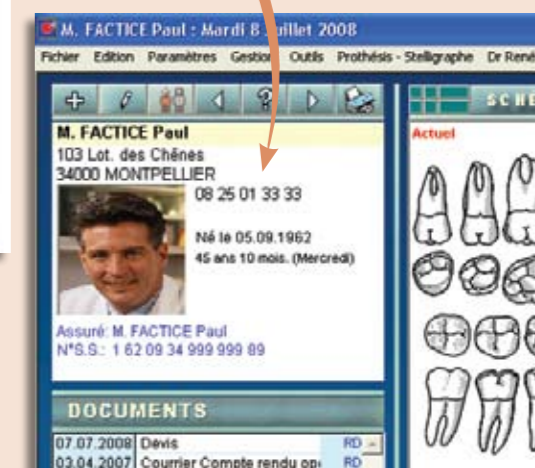 M. FACTICE Paul : Mardi 8 Juillet 2008
Fichier Edition Paramètres Gestion Outils Prothésis - Stelligraphe Dr René
SCHE
M. FACTICE Paul
Actuel
103 Lot. des Chênes
34000 MONTPELLIER
08 25 01 33 33
Né le 05.09.1962
45 ans 10 mois. (Mercredi)
Assuré: M. FACTICE Paul
N°S.S.: 1 62 09 34 999 999 89
DOCUMENTS
07.07.2008 Devis RD
03.04.2007 Courrier Compte rendu op RD